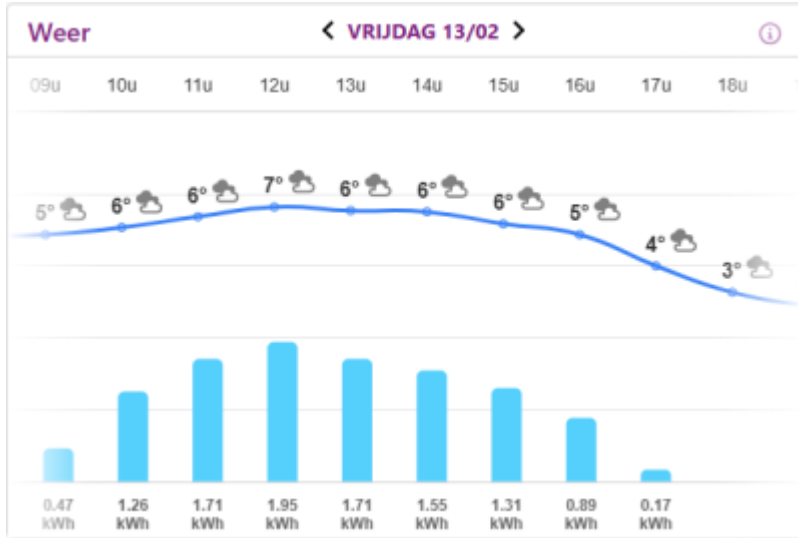 Weer
VRIJDAG 13/02
09u 10u 11u 12u 13u 14u 15u 16u 17u 18u
5° 6° 6° 7° 6° 6° 6° 5° 4° 3°
0.47 1.26 1.71 1.95 1.71 1.55 1.31 0.89 0.17
kWh kWh kWh kWh kWh kWh kWh kWh kWh